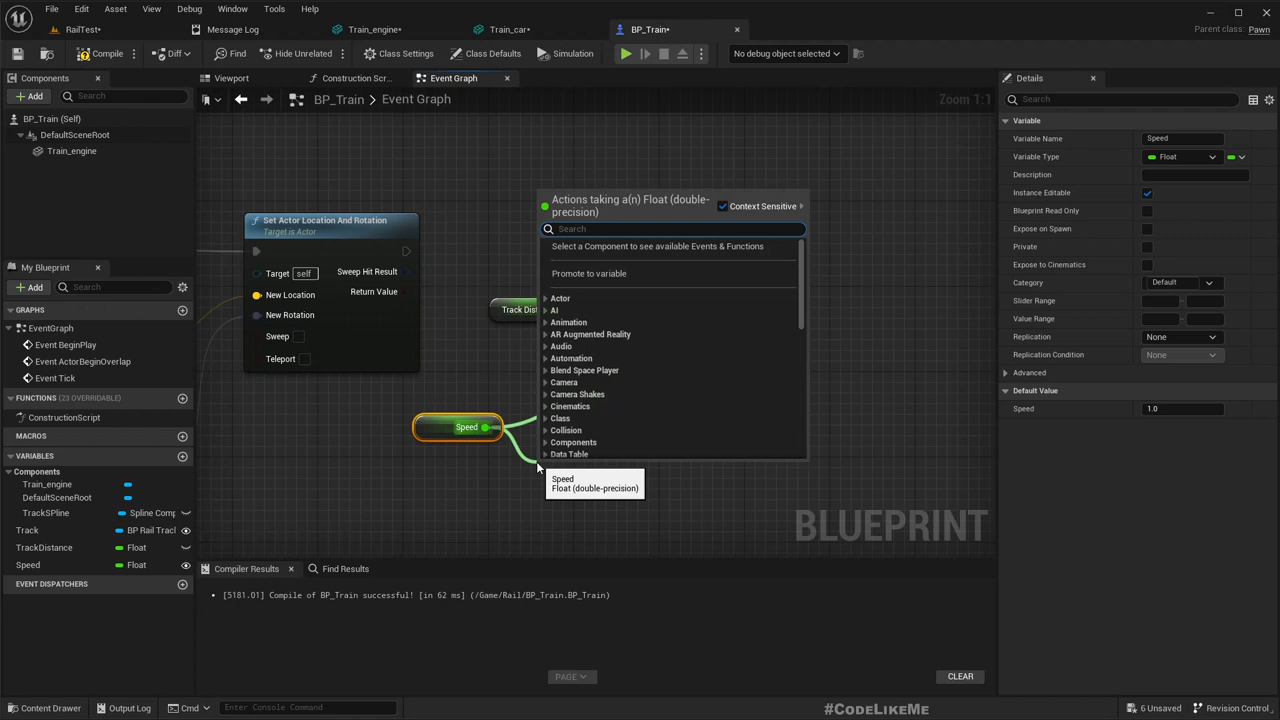 File Edit Asset View Debug Window Tools Help
RailTest•
Message Log
Train_engine•
Train_car•
BP_Train•
Parent class: Pawn
Compile
Diff
Find
Hide Unrelated
Class Settings
Class Defaults
Simulation
No debug object selected
Components
Viewport
Construction Scr...
Event Graph
Details
Add
Search
BP_Train > Event Graph
Zoom 1:1
Search
BP_Train (Self)
DefaultSceneRoot
Train_engine
My Blueprint
Add
Search
GRAPHS
EventGraph
Event BeginPlay
Event ActorBeginOverlap
Event Tick
FUNCTIONS (23 OVERRIDABLE)
ConstructionScript
MACROS
VARIABLES
Components
Train_engine
DefaultSceneRoot
TrackSPline Spline Comp
Track BP Rail Tracl
TrackDistance Float
Speed Float
EVENT DISPATCHERS
Set Actor Location And Rotation
Target is Actor
Target self
Sweep Hit Result
New Location
Return Value
New Rotation
Sweep
Teleport
Track Dist
Speed
Actions taking a(n) Float (double-
precision)
Context Sensitive
Search
Select a Component to see available Events & Functions
Promote to variable
Actor
AI
Animation
AR Augmented Reality
Audio
Automation
Blend Space Player
Camera
Camera Shakes
Cinematics
Class
Collision
Components
Data Table
Speed
Float (double-precision)
BLUEPRINT
Variable
Variable Name Speed
Variable Type Float
Description
Instance Editable
Blueprint Read Only
Expose on Spawn
Private
Expose to Cinematics
Category Default
Slider Range
Value Range
Replication None
Replication Condition None
Advanced
Default Value
Speed 1.0
Compiler Results
Find Results
[5181.01] Compile of BP_Train successful! [in 62 ms] (/Game/Rail/BP_Train.BP_Train)
PAGE
CLEAR
Content Drawer
Output Log
Cmd
Enter Console Command
#CODELIKEME
6 Unsaved
Revision Control